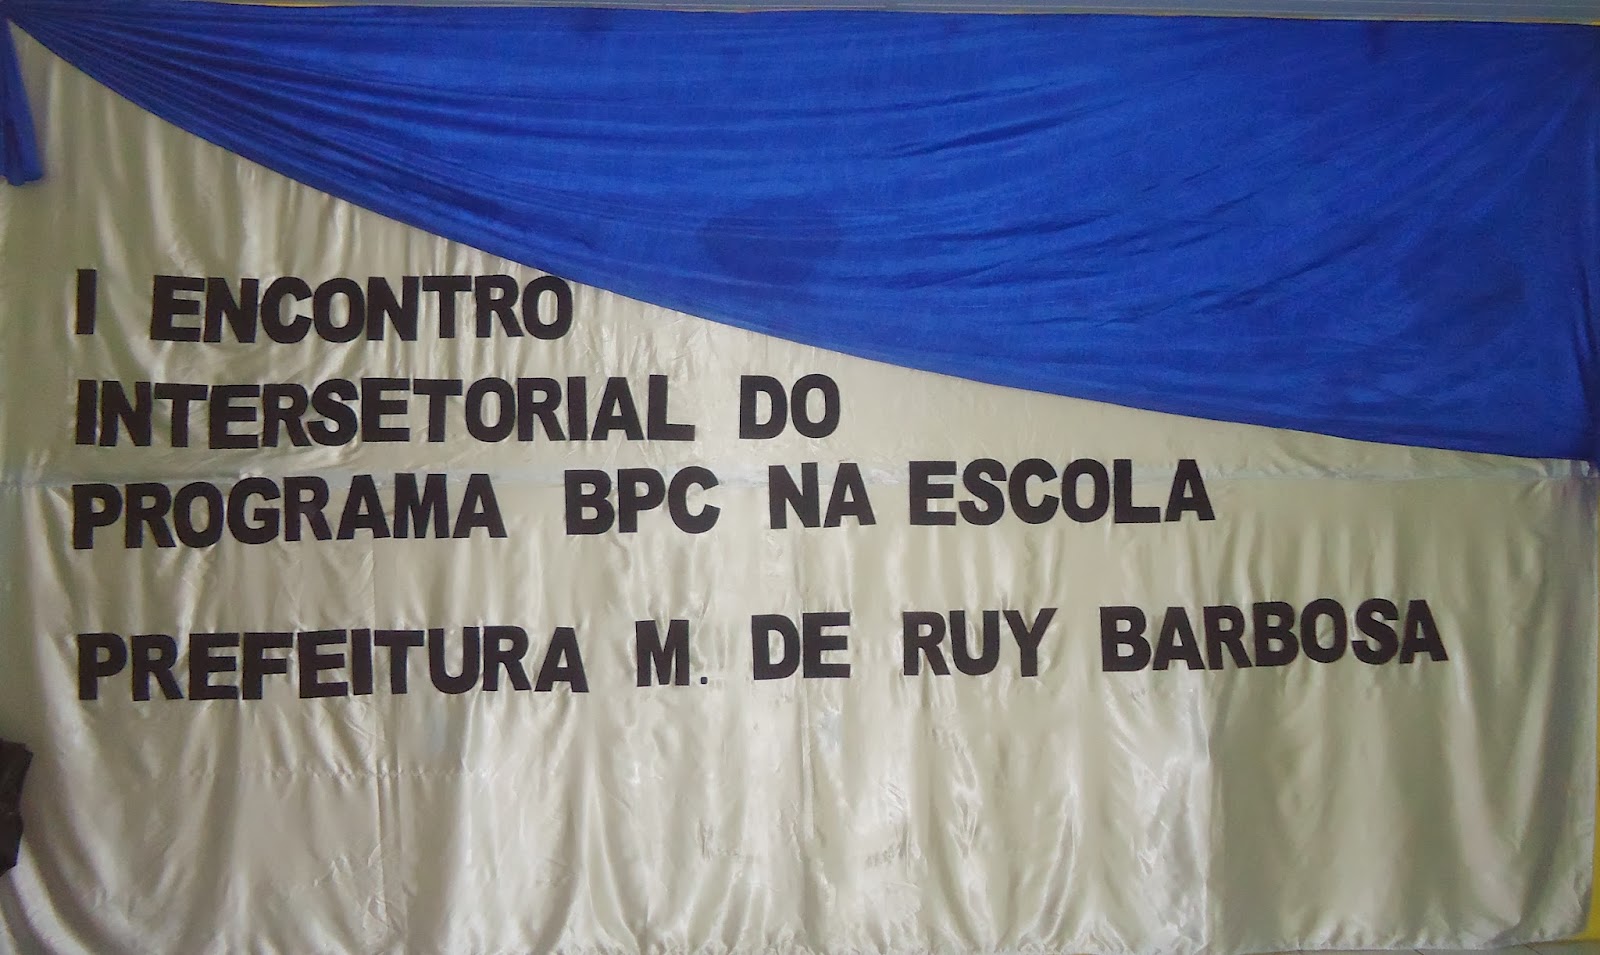 I ENCONTRO
INTERSETORIAL DO
PROGRAMA BPC NA ESCOLA
PREFEITURA M. DE RUY BARBOSA